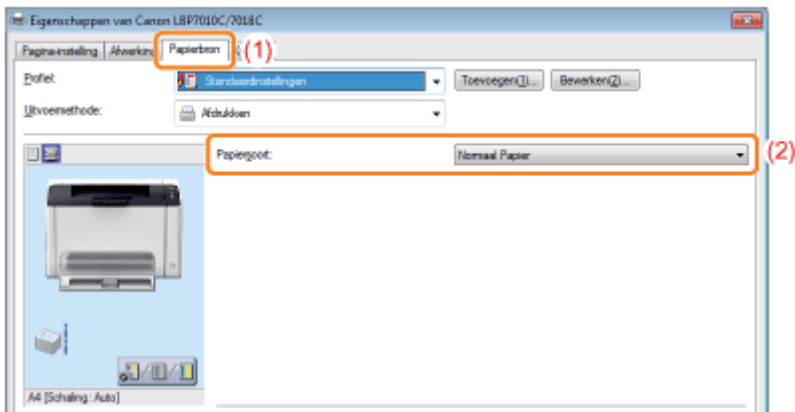 Eigenschappen van Canon LBP7010C/7018C
Pagina-instelling Afwerking Papierbron (1)
Profiel: Standaardinstellingen Toevoegen(1)... Bewerken(2)...
Uitvoermethode: Afdrukken
Papiersoort: Normaal Papier (2)
A4 [Schaling: Auto]